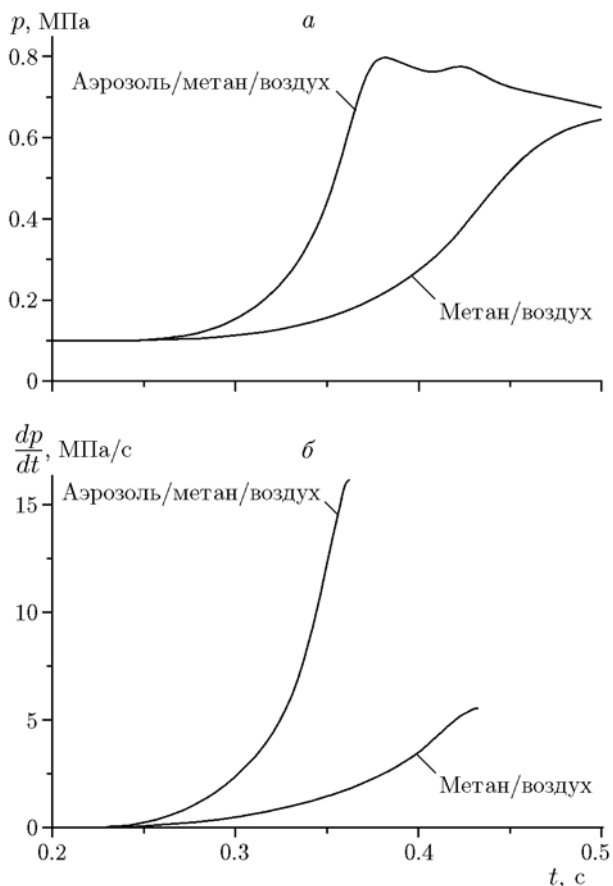 p, МПа
а
0.8
Аэрозоль/метан/воздух
0.6
0.4
0.2
Метан/воздух
0
dp/dt, МПа/с
б
Аэрозоль/метан/воздух
15
10
5
Метан/воздух
0
0.2 0.3 0.4 0.5
t, с